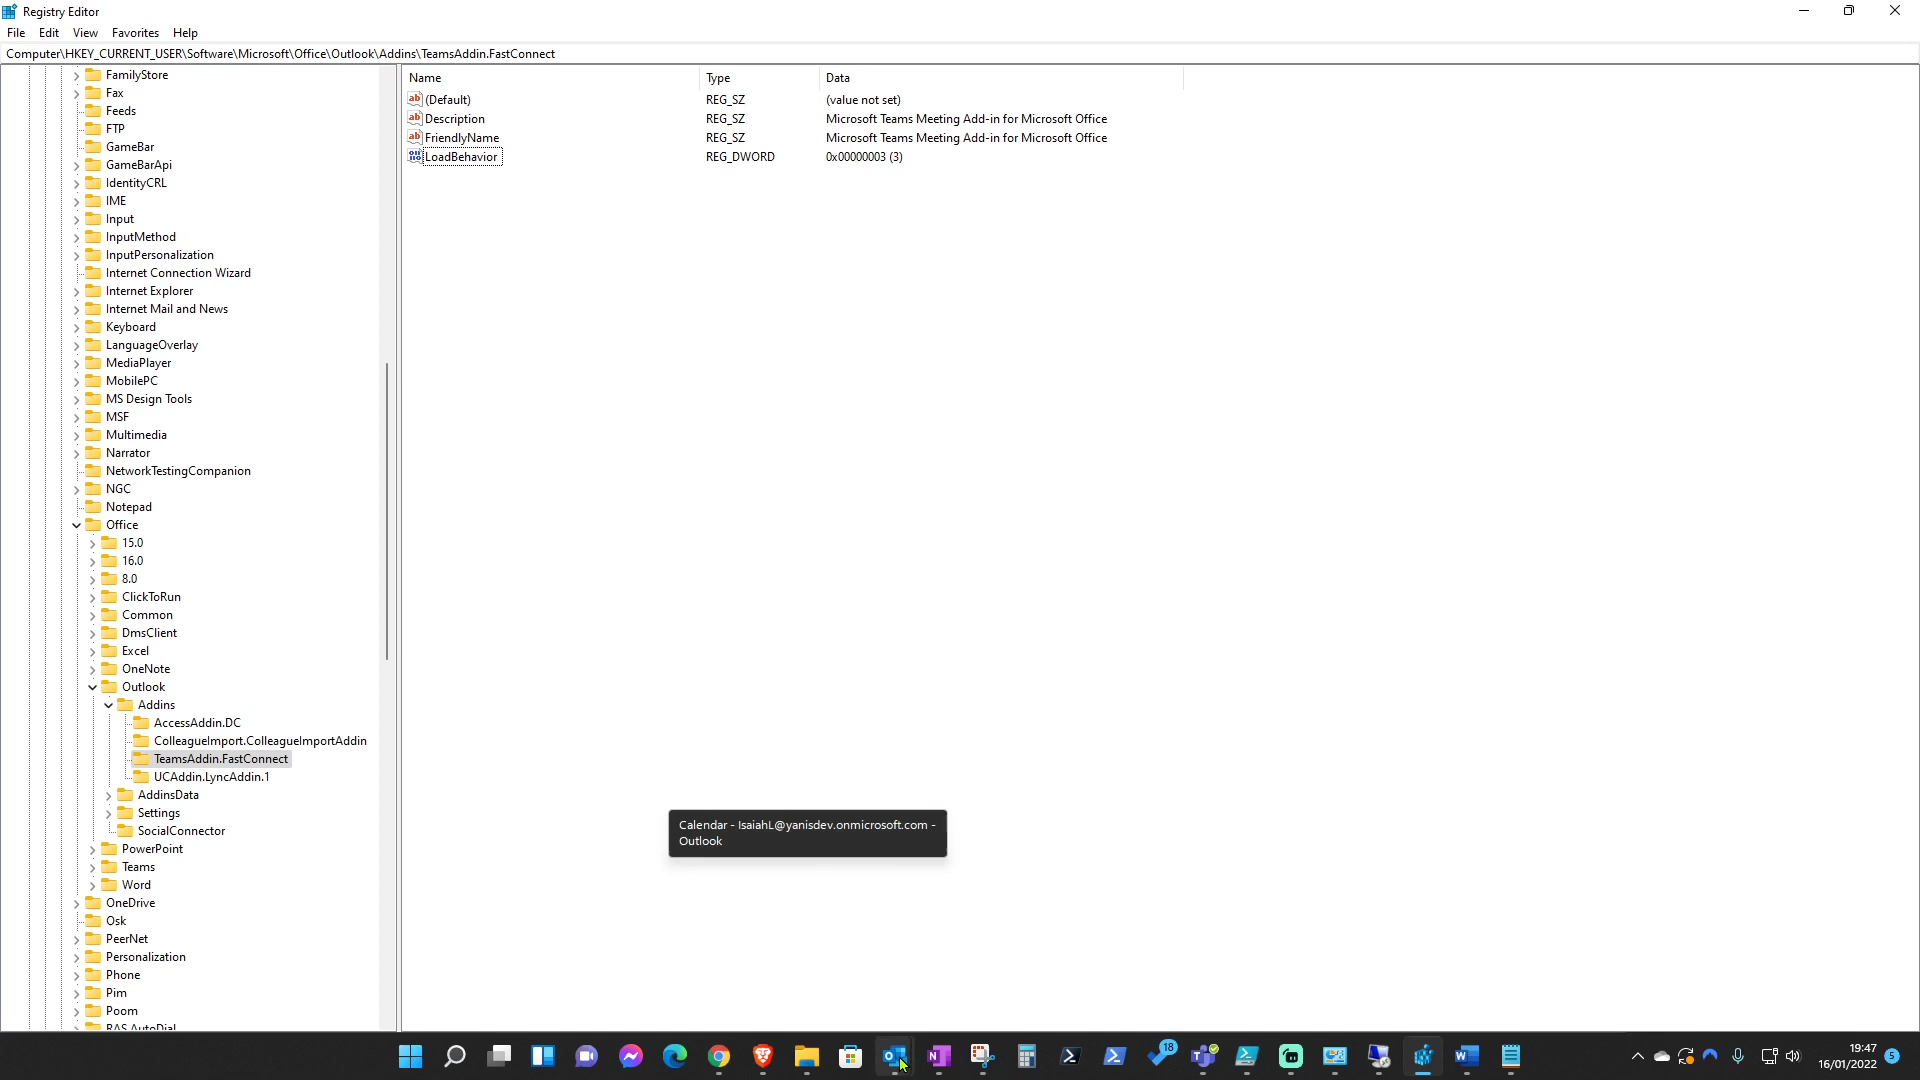 Registry Editor
File Edit View Favorites Help
Computer\HKEY_CURRENT_USER\Software\Microsoft\Office\Outlook\Addins\TeamsAddin.FastConnect
FamilyStore
Fax
Feeds
FTP
GameBar
GameBarApi
IdentityCRL
IME
Input
InputMethod
InputPersonalization
Internet Connection Wizard
Internet Explorer
Internet Mail and News
Keyboard
LanguageOverlay
MediaPlayer
MobilePC
MS Design Tools
MSF
Multimedia
Narrator
NetworkTestingCompanion
NGC
Notepad
Office
15.0
16.0
8.0
ClickToRun
Common
DmsClient
Excel
OneNote
Outlook
Addins
AccessAddin.DC
ColleagueImport.ColleagueImportAddin
TeamsAddin.FastConnect
UCAddin.LyncAddin.1
AddinsData
Settings
SocialConnector
PowerPoint
Teams
Word
OneDrive
Osk
PeerNet
Personalization
Phone
Pim
Poom
RAS AutoDial
Name Type Data
(Default) REG_SZ (value not set)
Description REG_SZ Microsoft Teams Meeting Add-in for Microsoft Office
FriendlyName REG_SZ Microsoft Teams Meeting Add-in for Microsoft Office
LoadBehavior REG_DWORD 0x00000003 (3)
Calendar - IsaiahL@yanisdev.onmicrosoft.com -
Outlook
18
19:47
16/01/2022
5